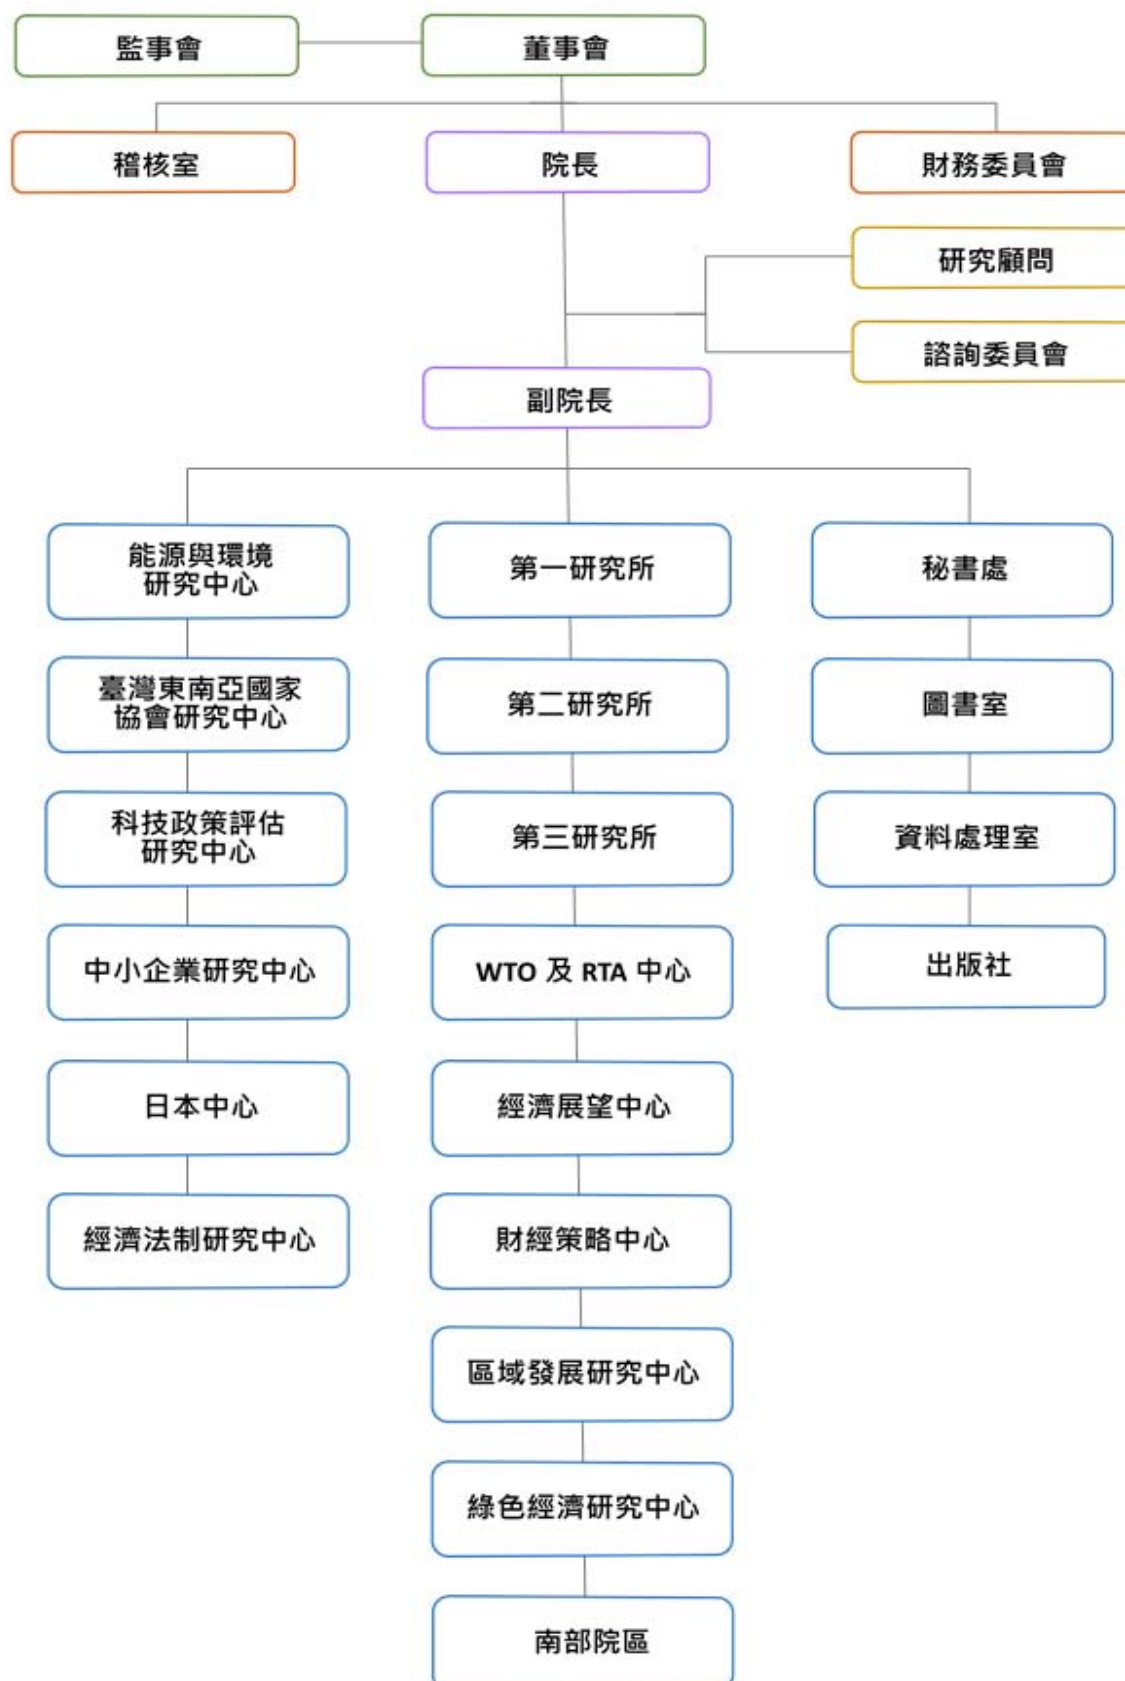 監事會
董事會
稽核室
院長
財務委員會
研究顧問
諮詢委員會
副院長
能源與環境
研究中心
第一研究所
秘書處
臺灣東南亞國家
協會研究中心
第二研究所
圖書室
科技政策評估
研究中心
第三研究所
資料處理室
中小企業研究中心
WTO 及 RTA 中心
出版社
日本中心
經濟展望中心
經濟法制研究中心
財經策略中心
區域發展研究中心
綠色經濟研究中心
南部院區